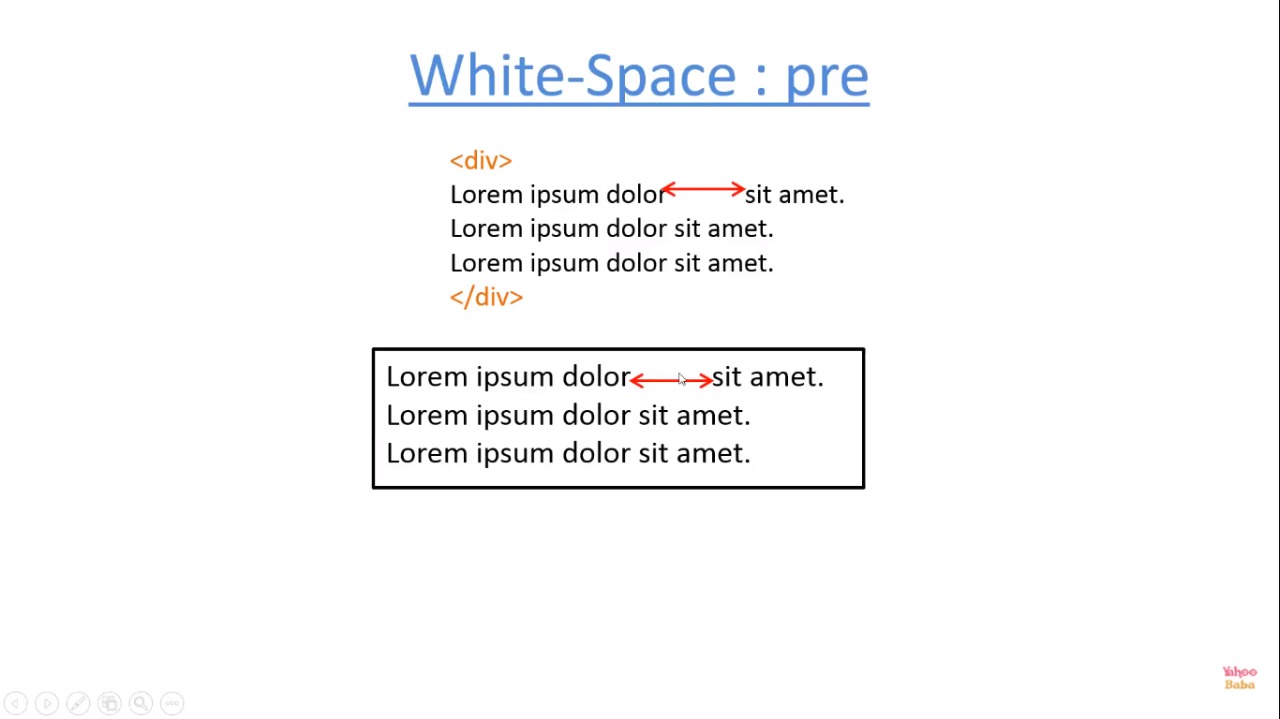 White-Space : pre
<div>
Lorem ipsum dolor sit amet.
Lorem ipsum dolor sit amet.
Lorem ipsum dolor sit amet.
</div>
Lorem ipsum dolor sit amet.
Lorem ipsum dolor sit amet.
Lorem ipsum dolor sit amet.
Yahoo
Baba